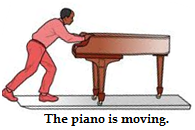 The piano is moving.